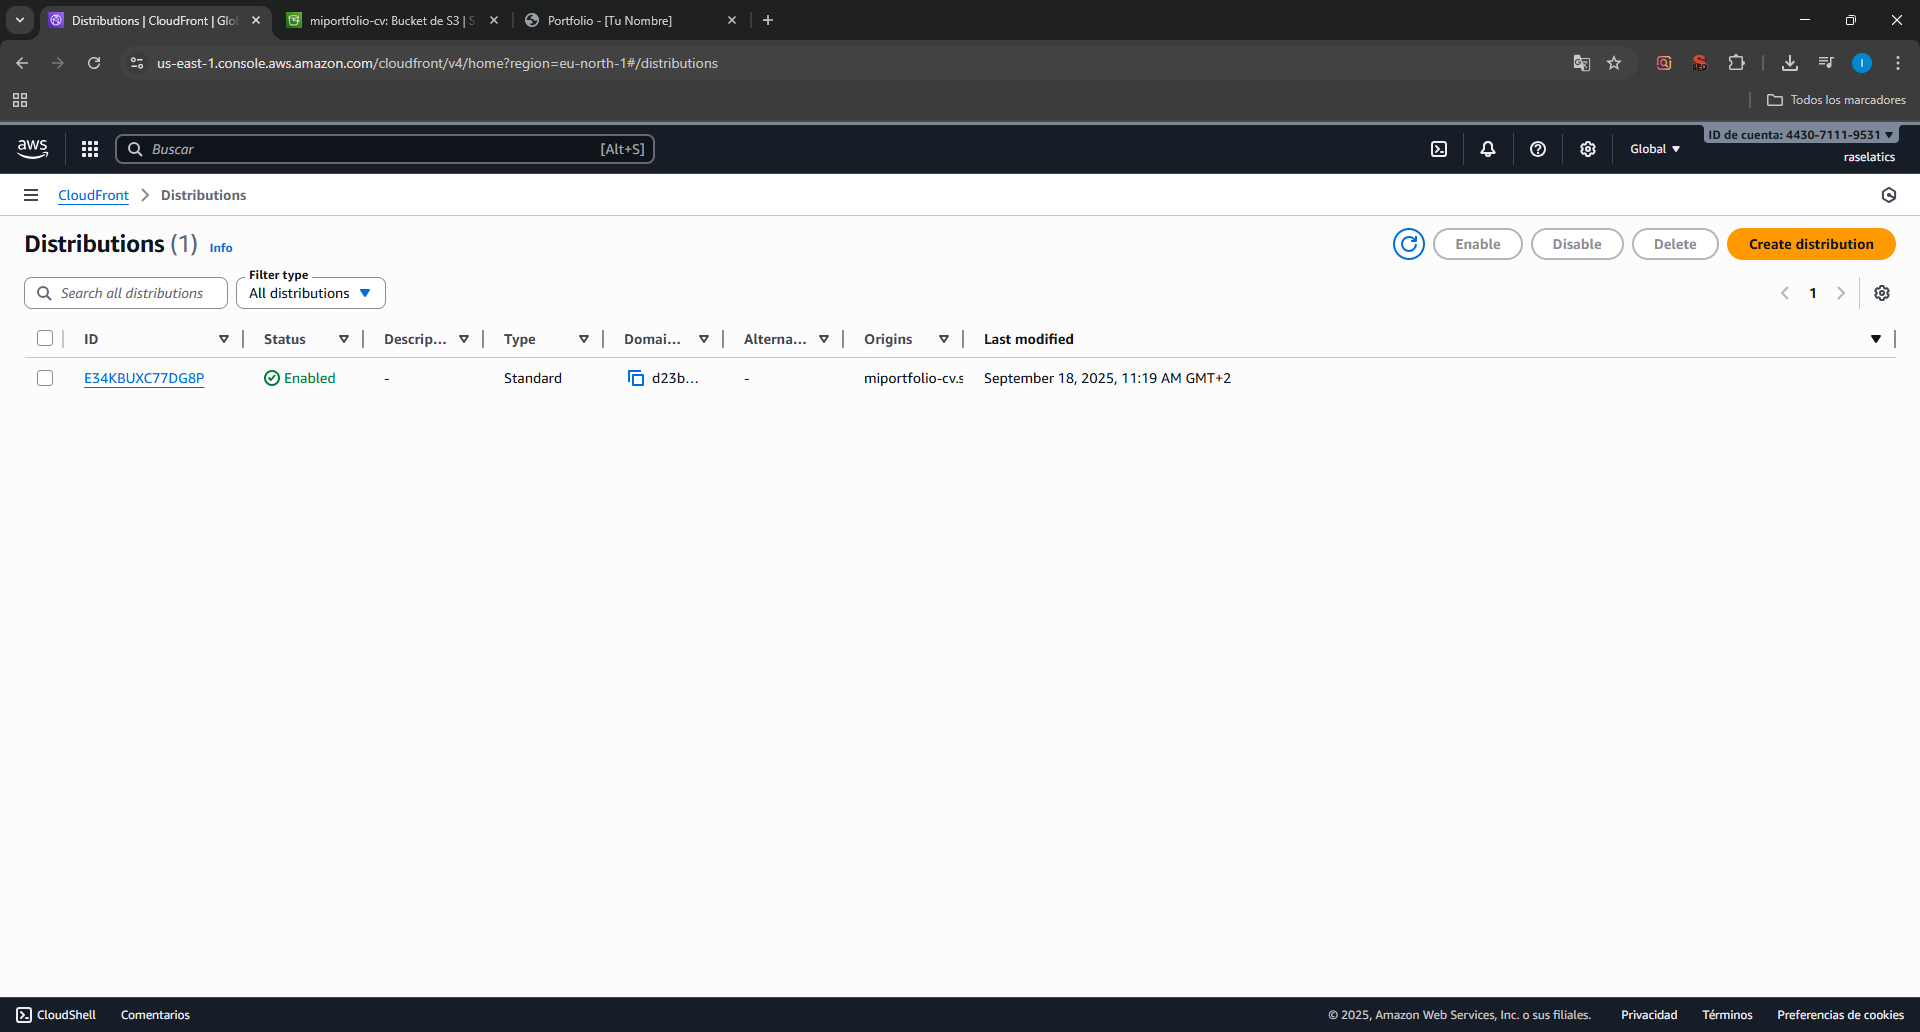 Distributions | CloudFront | Glo
miportfolio-cv: Bucket de S3 | S
Portfolio - [Tu Nombre]
us-east-1.console.aws.amazon.com/cloudfront/v4/home?region=eu-north-1#/distributions
SEO
I
Todos los marcadores
aws
Buscar
[Alt+S]
Global
ID de cuenta: 4430-7111-9531
raselatics
CloudFront
Distributions
Distributions (1) Info
Enable
Disable
Delete
Create distribution
Search all distributions
Filter type
All distributions
1
ID Status Descrip... Type Domai... Alterna... Origins Last modified
E34KBUXC77DG8P Enabled - Standard d23b... - miportfolio-cv.s September 18, 2025, 11:19 AM GMT+2
CloudShell Comentarios © 2025, Amazon Web Services, Inc. o sus filiales. Privacidad Términos Preferencias de cookies